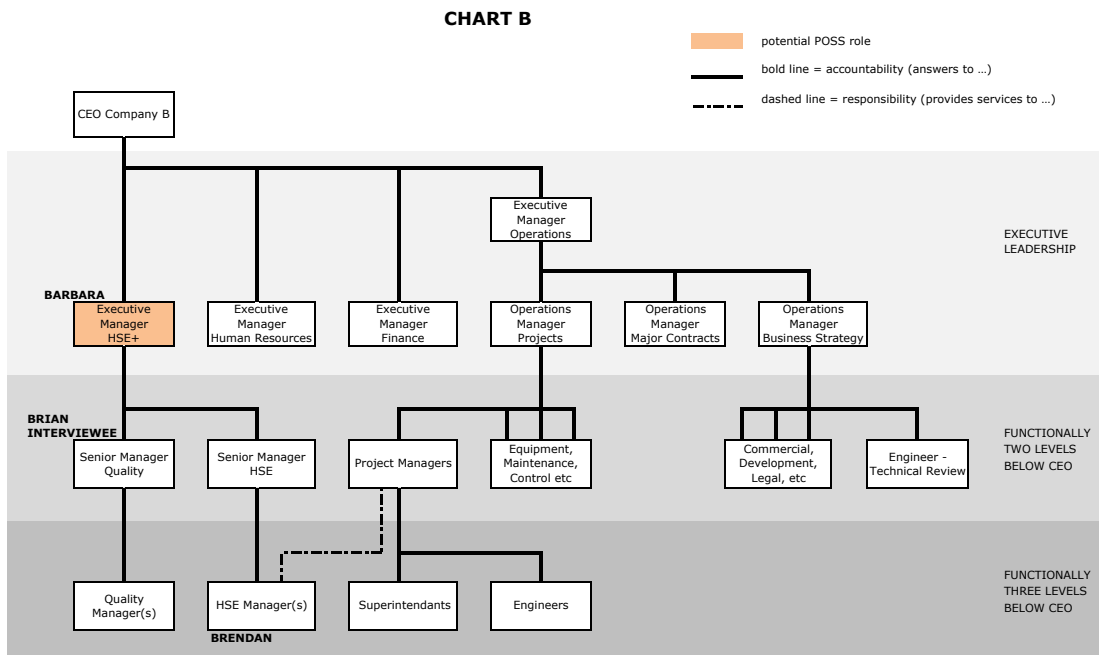 CHART B
potential POSS role
bold line = accountability (answers to …)
dashed line = responsibility (provides services to …)
CEO Company B
Executive
Manager
Operations
EXECUTIVE
LEADERSHIP
BARBARA
Executive
Manager
HSE+
Executive
Manager
Human Resources
Executive
Manager
Finance
Operations
Manager
Projects
Operations
Manager
Major Contracts
Operations
Manager
Business Strategy
BRIAN
INTERVIEWEE
Senior Manager
Quality
Senior Manager
HSE
Project Managers
Equipment,
Maintenance,
Control etc
Commercial,
Development,
Legal, etc
Engineer -
Technical Review
FUNCTIONALLY
TWO LEVELS
BELOW CEO
Quality
Manager(s)
HSE Manager(s)
BRENDAN
Superintendants
Engineers
FUNCTIONALLY
THREE LEVELS
BELOW CEO